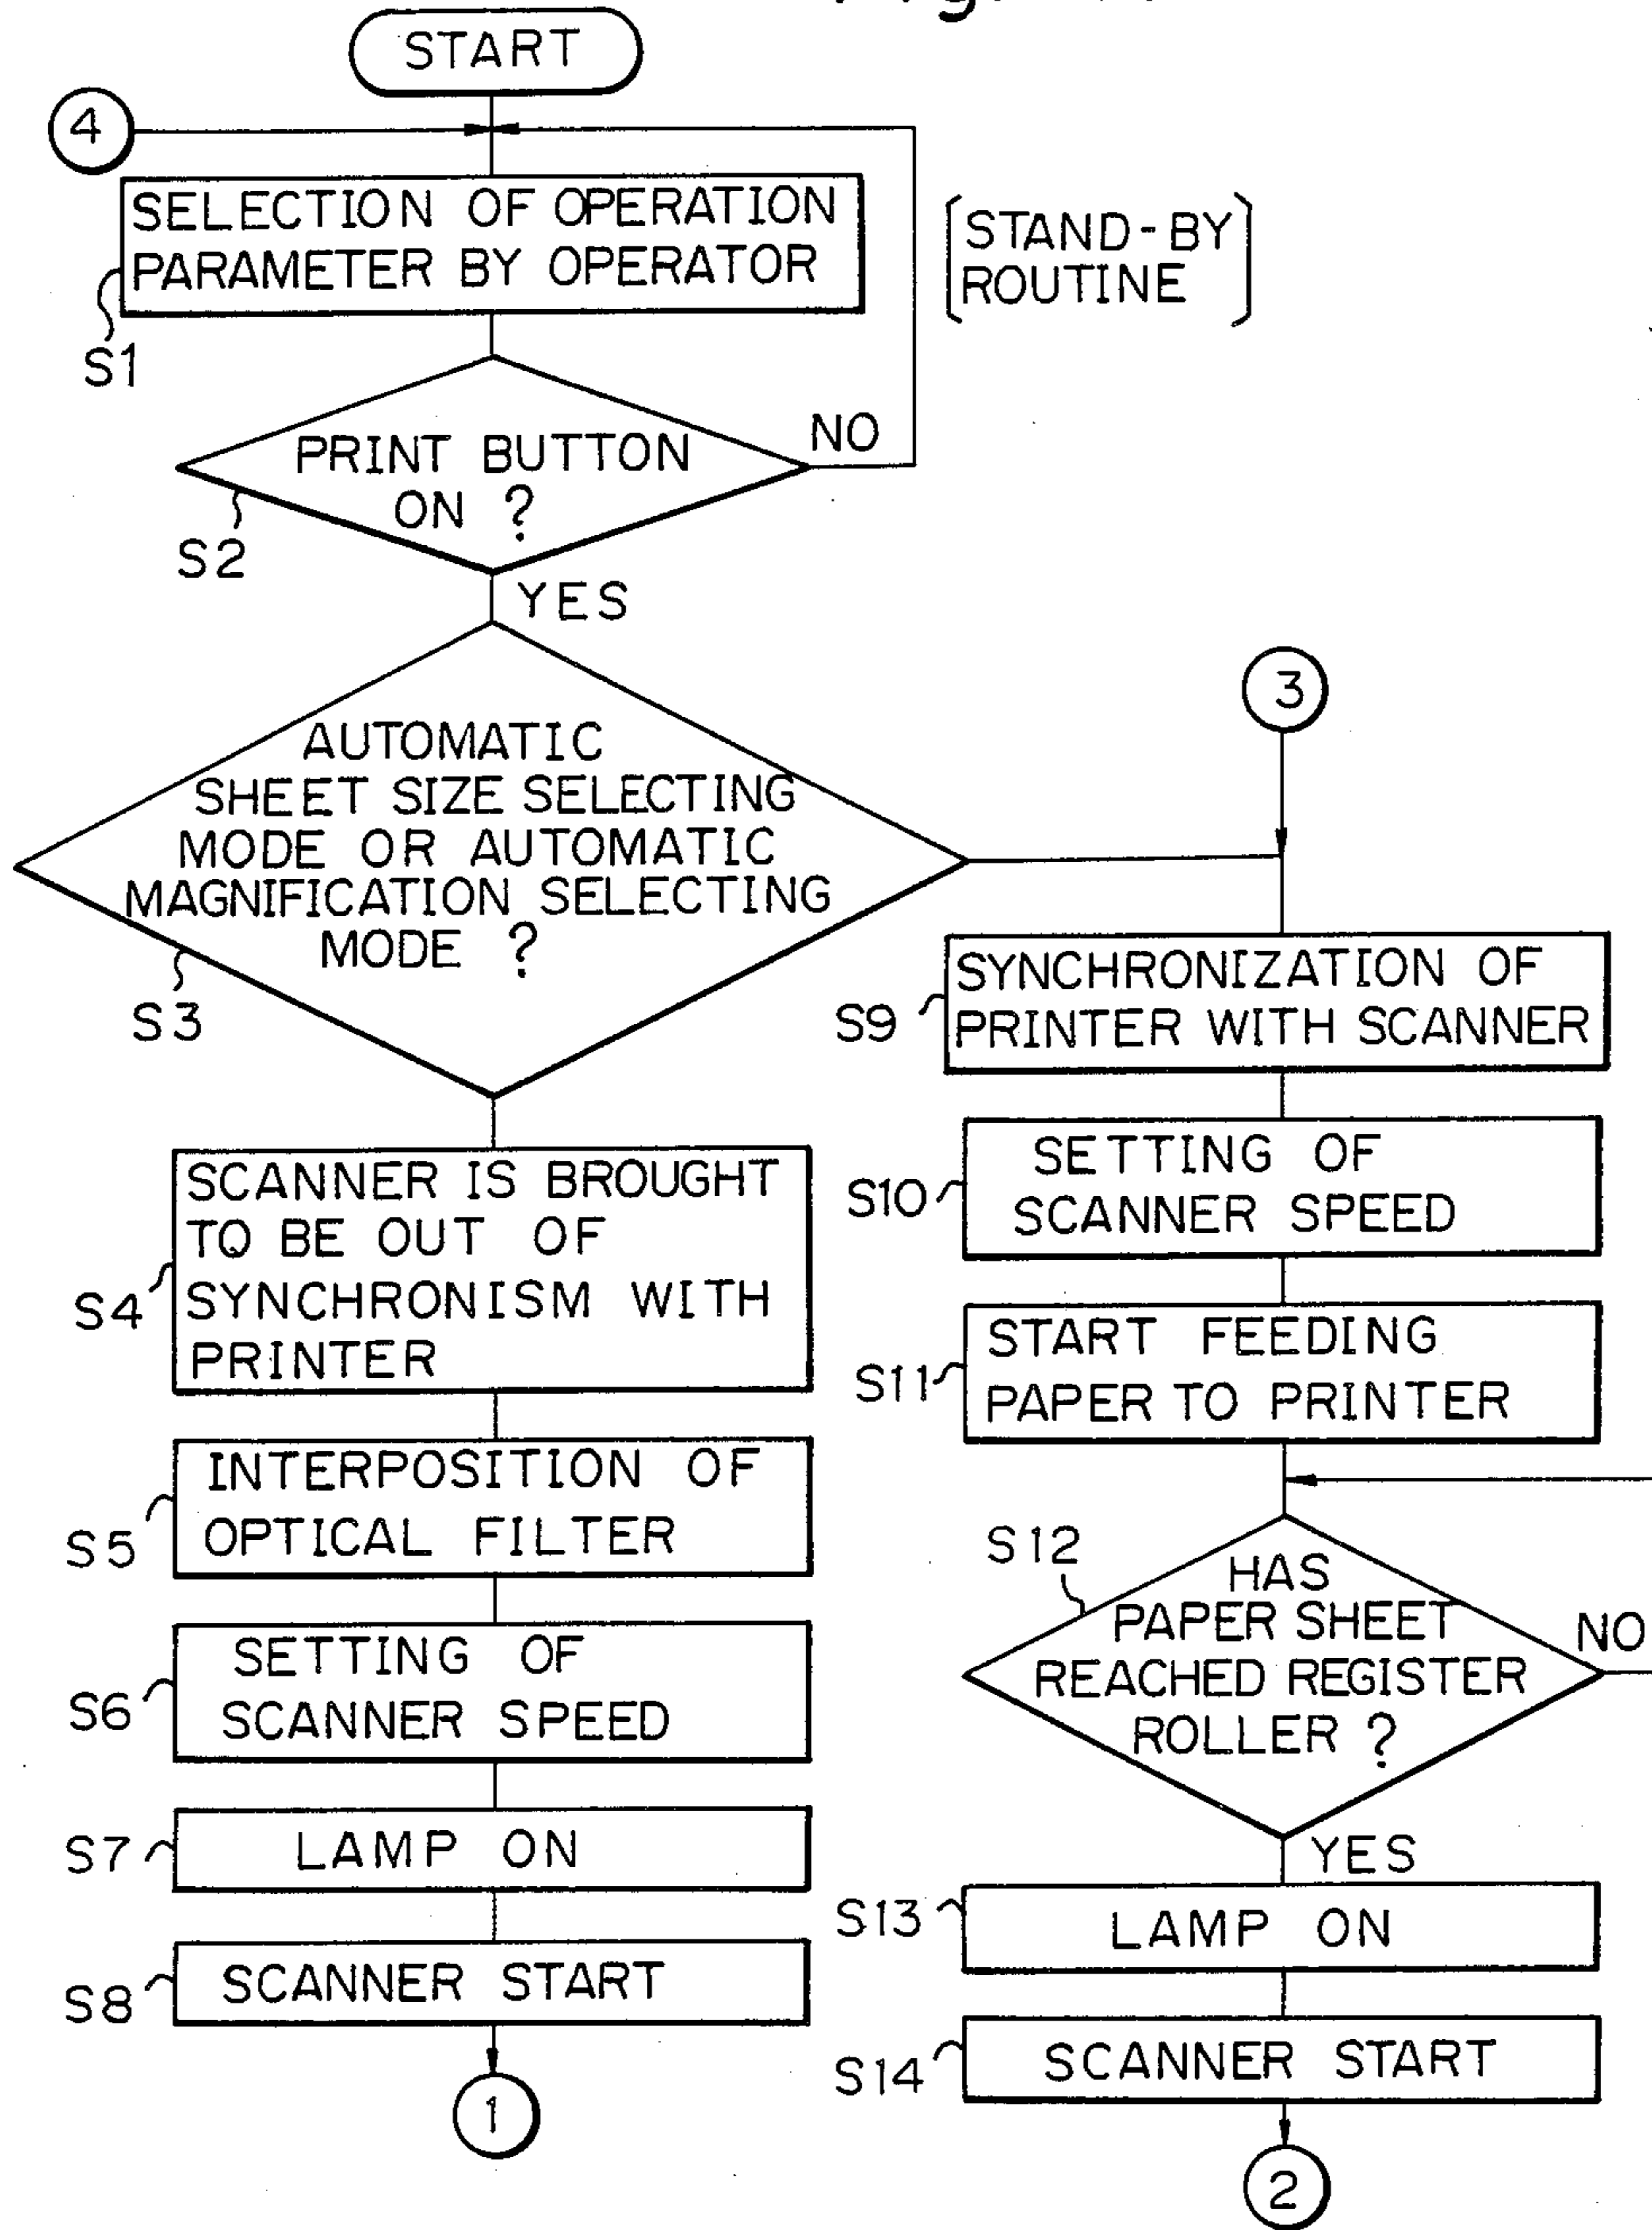 START
4
SELECTION OF OPERATION
PARAMETER BY OPERATOR
S1
STAND-BY
ROUTINE
PRINT BUTTON
ON ?
NO
S2
YES
AUTOMATIC
SHEET SIZE SELECTING
MODE OR AUTOMATIC
MAGNIFICATION SELECTING
MODE ?
S3
SCANNER IS BROUGHT
TO BE OUT OF
SYNCHRONISM WITH
PRINTER
S4
INTERPOSITION OF
OPTICAL FILTER
S5
SETTING OF
SCANNER SPEED
S6
LAMP ON
S7
SCANNER START
S8
1
3
SYNCHRONIZATION OF
PRINTER WITH SCANNER
S9
SETTING OF
SCANNER SPEED
S10
START FEEDING
PAPER TO PRINTER
S11
S12
HAS
PAPER SHEET
REACHED REGISTER
ROLLER ?
NO
YES
LAMP ON
S13
SCANNER START
S14
2